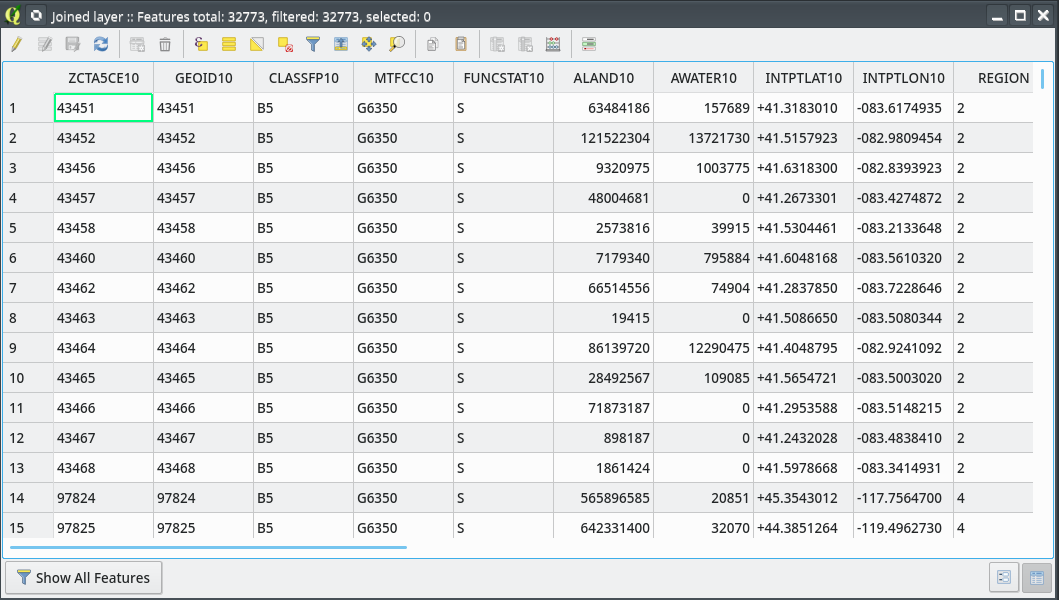 Joined layer :: Features total: 32773, filtered: 32773, selected: 0
ZCTA5CE10 GEOID10 CLASSFP10 MTFCC10 FUNCSTAT10 ALAND10 AWATER10 INTPTLAT10 INTPTLON10 REGION
1 43451 43451 B5 G6350 S 63484186 157689 +41.3183010 -083.6174935 2
2 43452 43452 B5 G6350 S 121522304 13721730 +41.5157923 -082.9809454 2
3 43456 43456 B5 G6350 S 9320975 1003775 +41.6318300 -082.8393923 2
4 43457 43457 B5 G6350 S 48004681 0 +41.2673301 -083.4274872 2
5 43458 43458 B5 G6350 S 2573816 39915 +41.5304461 -083.2133648 2
6 43460 43460 B5 G6350 S 7179340 795884 +41.6048168 -083.5610320 2
7 43462 43462 B5 G6350 S 66514556 74904 +41.2837850 -083.7228646 2
8 43463 43463 B5 G6350 S 19415 0 +41.5086650 -083.5080344 2
9 43464 43464 B5 G6350 S 86139720 12290475 +41.4048795 -082.9241092 2
10 43465 43465 B5 G6350 S 28492567 109085 +41.5654721 -083.5003020 2
11 43466 43466 B5 G6350 S 71873187 0 +41.2953588 -083.5148215 2
12 43467 43467 B5 G6350 S 898187 0 +41.2432028 -083.4838410 2
13 43468 43468 B5 G6350 S 1861424 0 +41.5978668 -083.3414931 2
14 97824 97824 B5 G6350 S 565896585 20851 +45.3543012 -117.7564700 4
15 97825 97825 B5 G6350 S 642331400 32070 +44.3851264 -119.4962730 4
Show All Features